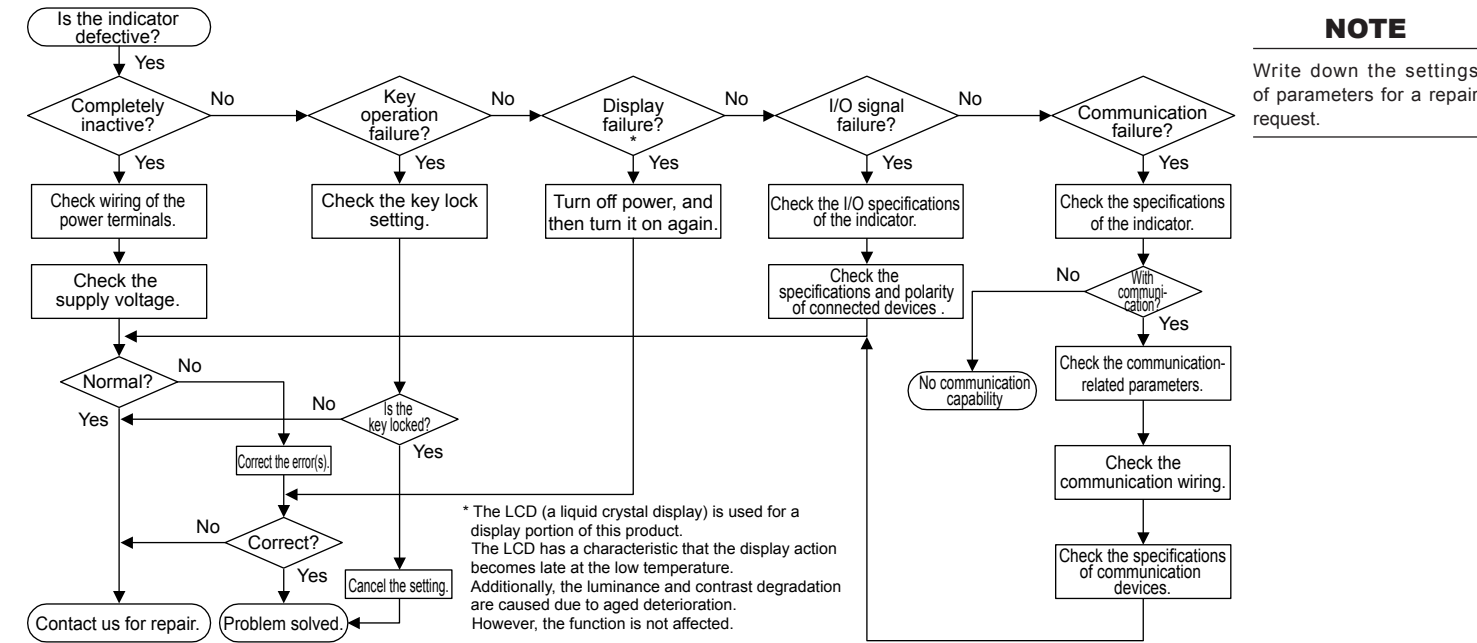 Is the indicator
defective?
Yes
Completely
inactive?
No
Key
operation
failure?
No
Display
failure?
*
No
I/O signal
failure?
No
Communication
failure?
NOTE
Write down the settings
of parameters for a repair
request.
Yes
Yes
Yes
Yes
Yes
Check wiring of the
power terminals.
Check the key lock
setting.
Turn off power, and
then turn it on again.
Check the I/O specifications
of the indicator.
Check the specifications
of the indicator.
Check the
supply voltage.
Check the
specifications and polarity
of connected devices .
No
With
communi-
cation?
Yes
Normal?
No
Yes
No
Is the
key locked?
Yes
No communication
capability
Check the communication-
related parameters.
Correct the error(s).
Check the
communication wiring.
No
Correct?
Yes
Cancel the setting.
* The LCD (a liquid crystal display) is used for a
display portion of this product.
The LCD has a characteristic that the display action
becomes late at the low temperature.
Additionally, the luminance and contrast degradation
are caused due to aged deterioration.
However, the function is not affected.
Check the specifications
of communication
devices.
Contact us for repair.
Problem solved.